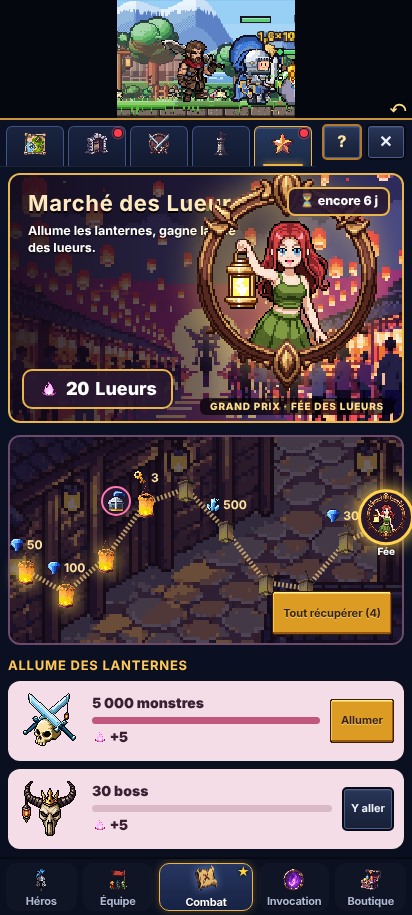 ?
×
Marché des Lueur
encore 6 j
Allume les lanternes, gagne
des lueurs.
20 Lueurs
GRAND PRIX · FÉE DES LUEURS
3
500
30
50
100
Fée
Tout récupérer (4)
ALLUME DES LANTERNES
5 000 monstres
+5
Allumer
30 boss
+5
Y aller
Héros
Équipe
Combat
Invocation
Boutique